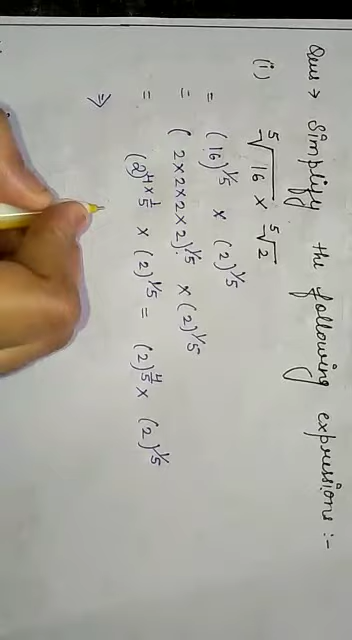 Ques → Simplify the following expressions :-
(i) ⁵√16 × ⁵√2
= (16)^1/5 × (2)^1/5
= (2×2×2×2)^1/5 × (2)^1/5
= (2)^4×1/5 × (2)^1/5 = (2)^4/5 × (2)^1/5
⇒